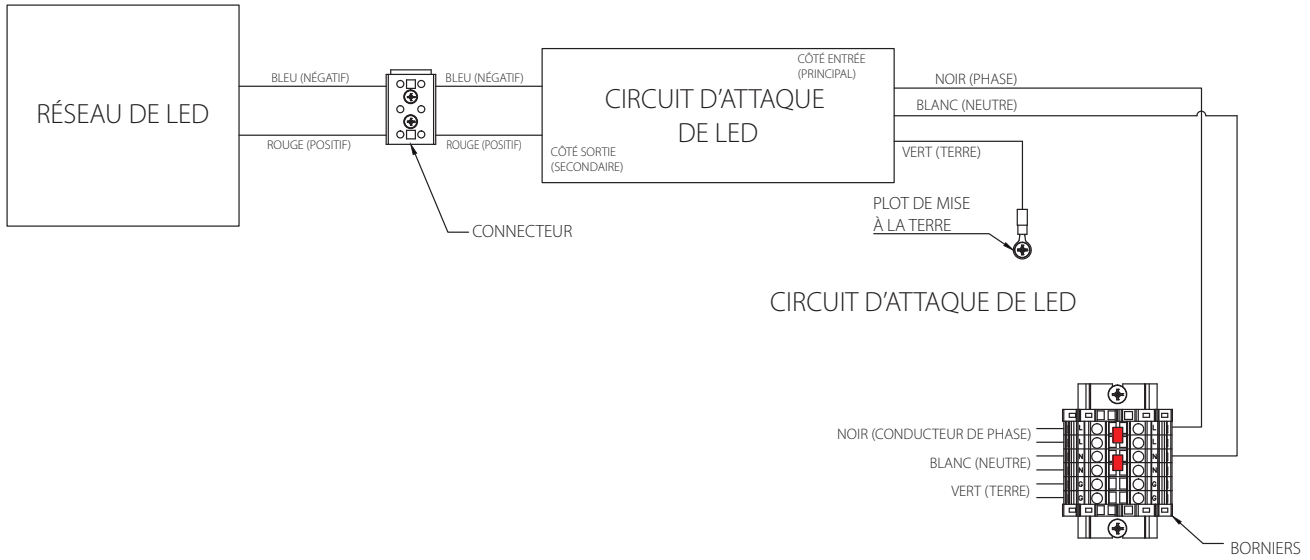 RÉSEAU DE LED
BLEU (NÉGATIF)
ROUGE (POSITIF)
BLEU (NÉGATIF)
ROUGE (POSITIF)
CONNECTEUR
CÔTÉ ENTRÉE
(PRINCIPAL)
CIRCUIT D'ATTAQUE
DE LED
CÔTÉ SORTIE
(SECONDAIRE)
NOIR (PHASE)
BLANC (NEUTRE)
VERT (TERRE)
PLOT DE MISE
À LA TERRE
CIRCUIT D'ATTAQUE DE LED
NOIR (CONDUCTEUR DE PHASE)
BLANC (NEUTRE)
VERT (TERRE)
L L
L L
N N
N N
G G
G G
BORNIERS